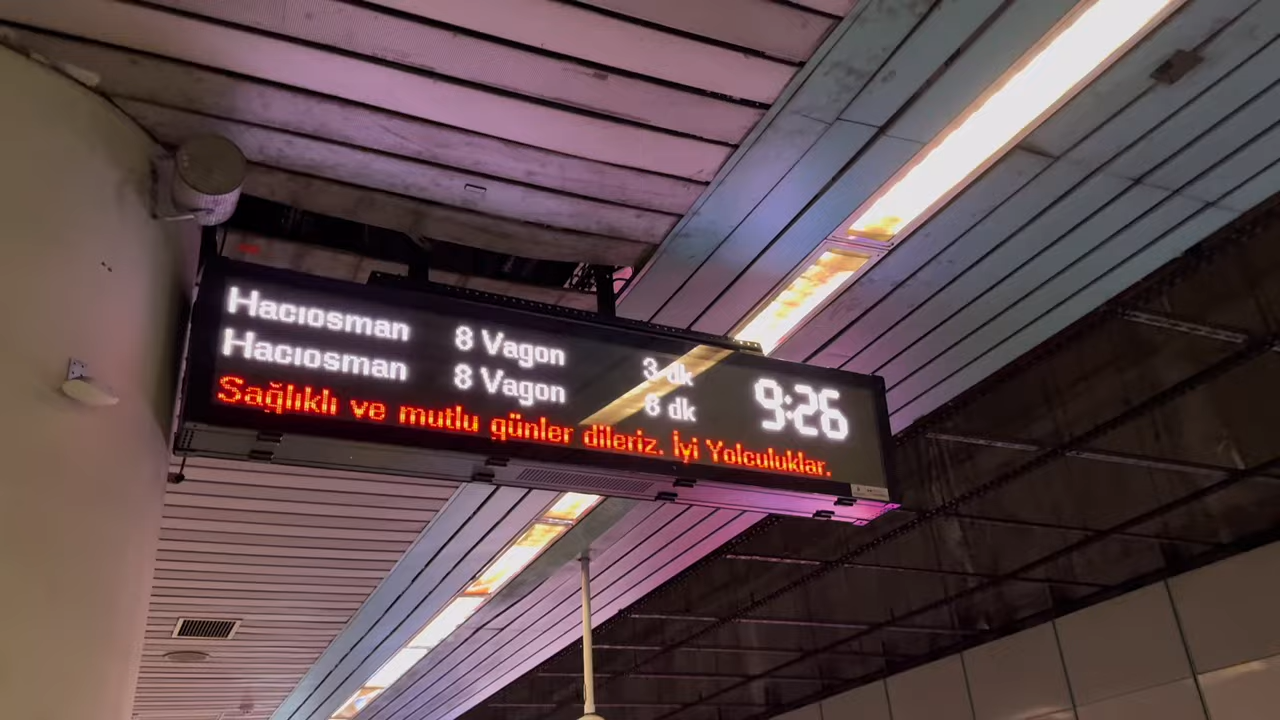 Hacıosman 8 Vagon 3 dk
Hacıosman 8 Vagon 8 dk
9:26
Sağlıklı ve mutlu günler dileriz. İyi Yolculuklar.